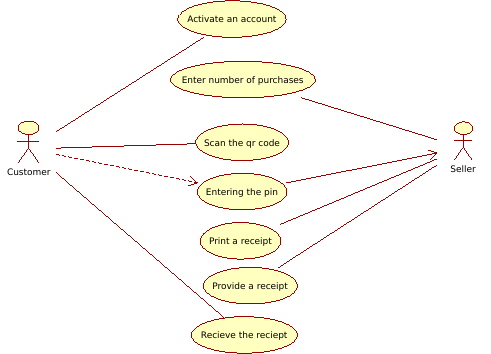 Activate an account
Enter number of purchases
Scan the qr code
Customer
Seller
Entering the pin
Print a receipt
Provide a receipt
Recieve the reciept